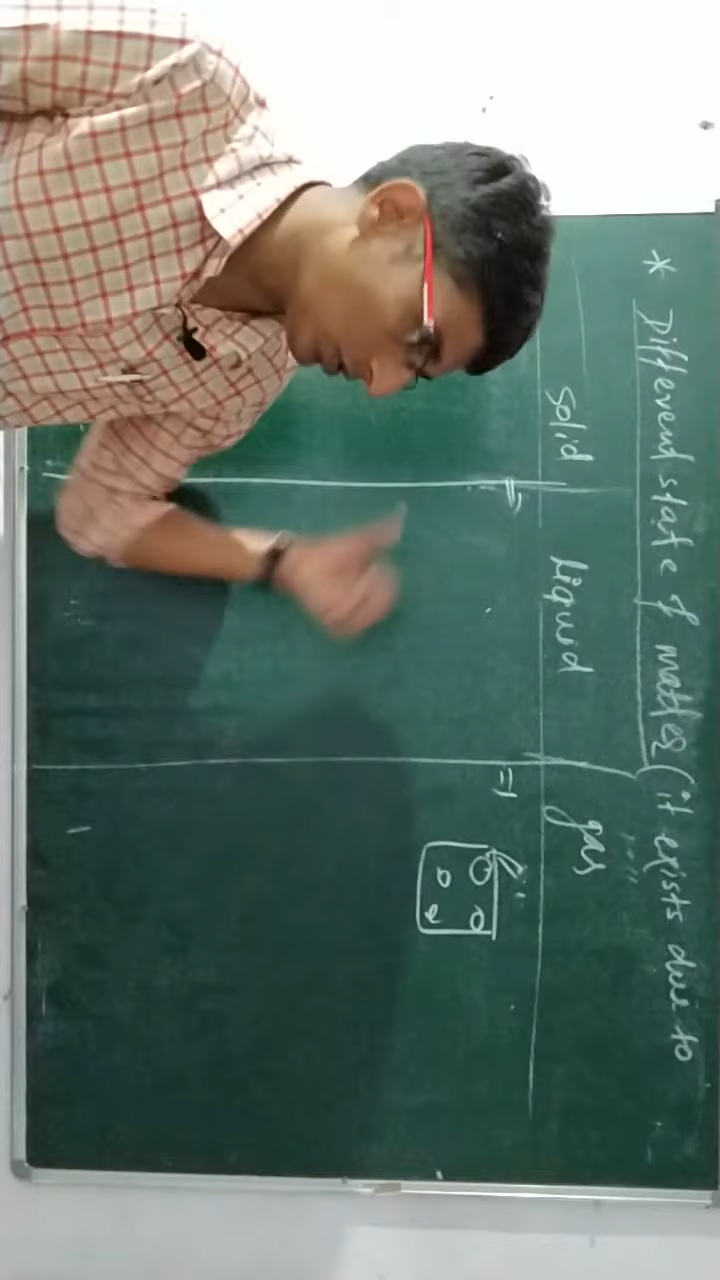 * Different state of matter (it exists due to
solid liquid gas